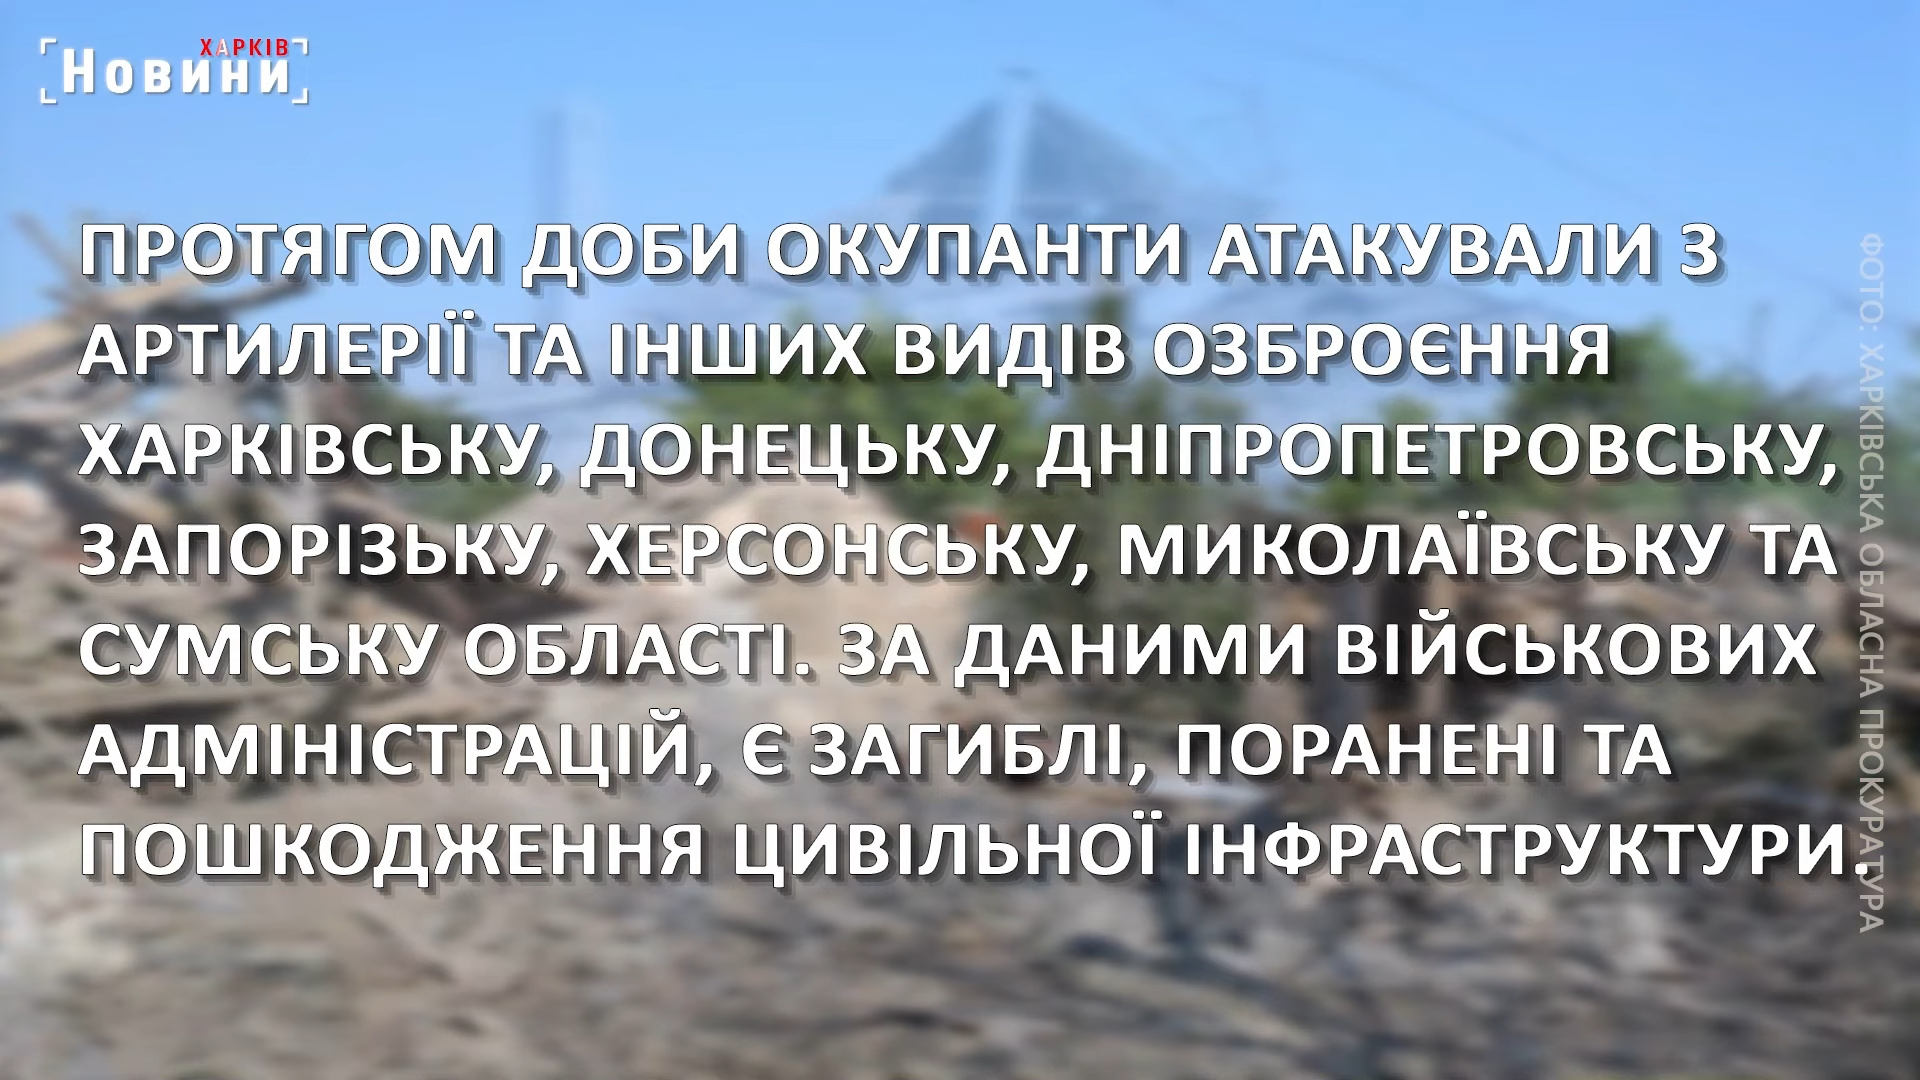 ХАРКІВ
Новини
ПРОТЯГОМ ДОБИ ОКУПАНТИ АТАКУВАЛИ З
АРТИЛЕРІЇ ТА ІНШИХ ВИДІВ ОЗБРОЄННЯ
ХАРКІВСЬКУ, ДОНЕЦЬКУ, ДНІПРОПЕТРОВСЬКУ,
ЗАПОРІЗЬКУ, ХЕРСОНСЬКУ, МИКОЛАЇВСЬКУ ТА
СУМСЬКУ ОБЛАСТІ. ЗА ДАНИМИ ВІЙСЬКОВИХ
АДМІНІСТРАЦІЙ, Є ЗАГИБЛІ, ПОРАНЕНІ ТА
ПОШКОДЖЕННЯ ЦИВІЛЬНОЇ ІНФРАСТРУКТУРИ.
ФОТО: ХАРКІВСЬКА ОБЛАСНА ПРОКУРАТУРА